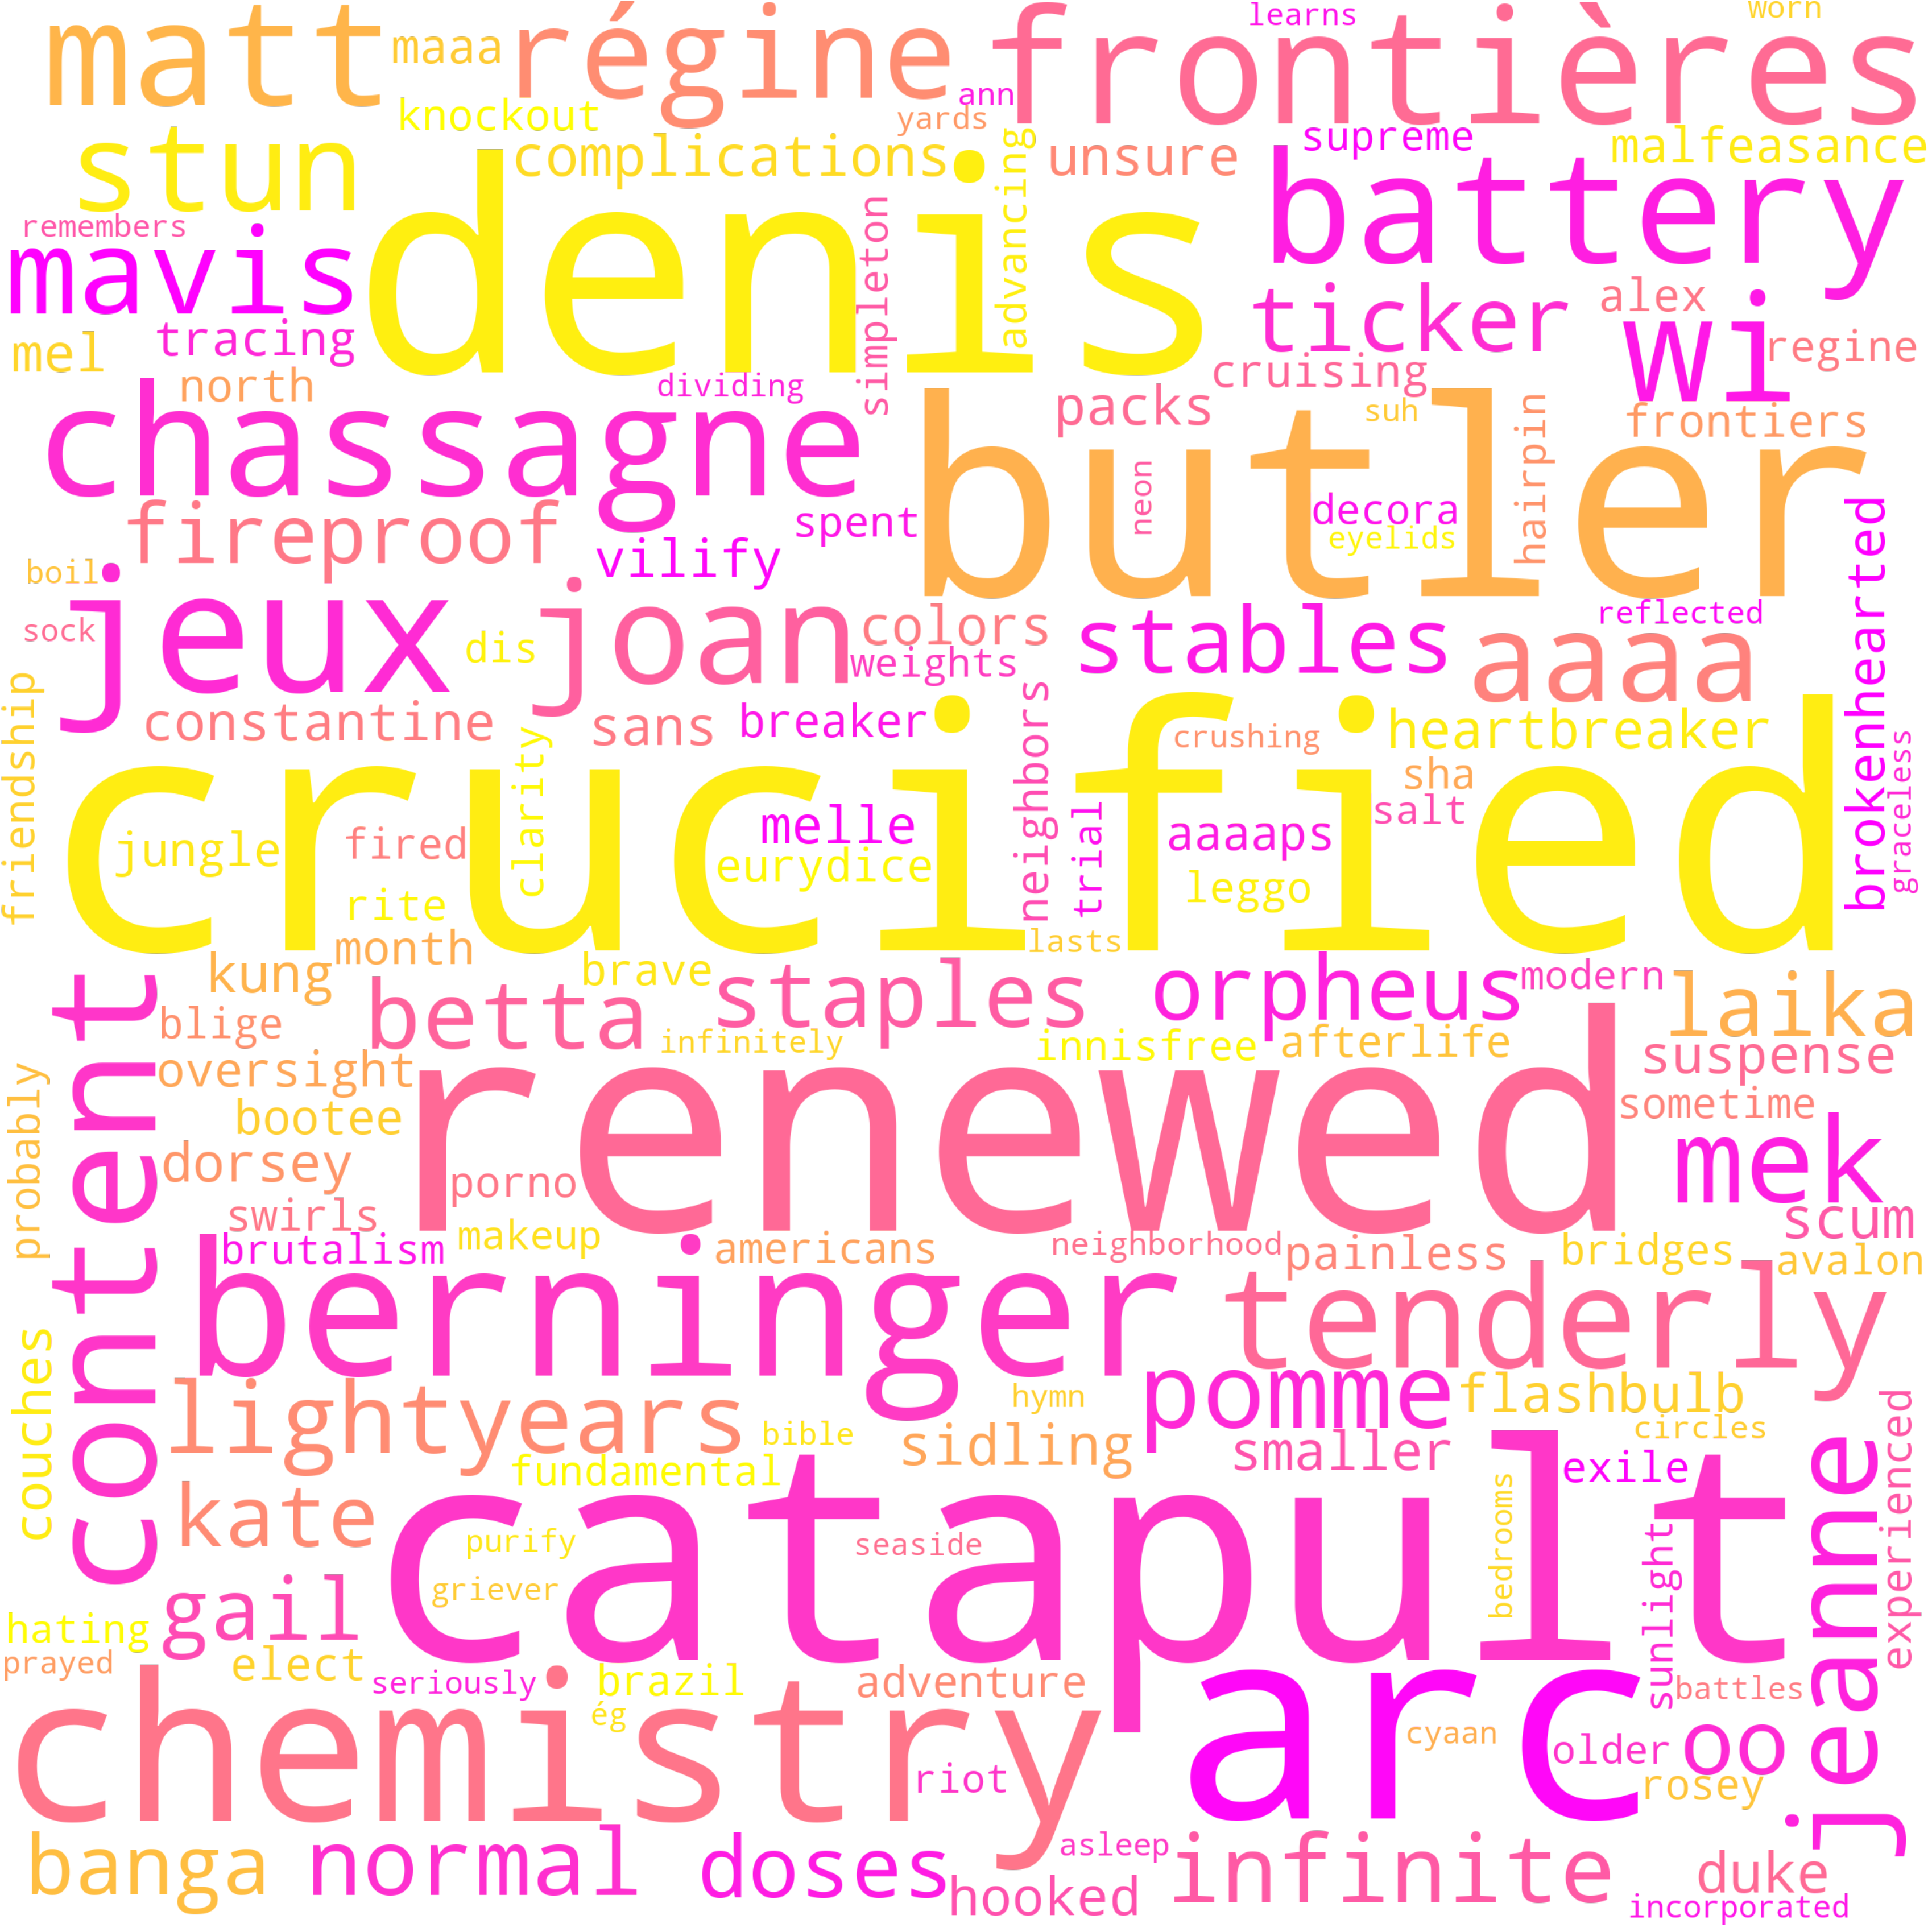 matt
maaa
régine
frontières
learns
worn
knockout
ann
yards
stun
complications
advancing
unsure
supreme
malfeasance
denis
battery
remembers
mavis
simpleton
ticker
alex
wi
mel
tracing
cruising
regine
north
dividing
chassagne
packs
suh
hairpin
frontiers
butler
fireproof
spent
neon
decora
eyelids
vilify
boil
jeux
joan
sock
dis
colors
weights
stables
reflected
aaaa
brokenhearted
friendship
constantine
sans
breaker
neighbors
crushing
heartbreaker
graceless
crucified
clarity
sha
salt
jungle
fired
melle
eurydice
trial
aaaaps
leggo
rite
month
lasts
kung
brave
staples
orpheus
modern
laika
content
blige
betta
infinitely
innisfree
afterlife
suspense
probably
oversight
bootee
renewed
sometime
mek
dorsey
porno
swirls
scum
brutalism
makeup
americans
neighborhood
painless
bridges
avalon
berninger
tenderly
couches
lightyears
hymn
pomme
flashbulb
experienced
bible
sidling
smaller
circles
fundamental
exile
jeanne
kate
catapult
purify
seaside
bedrooms
sunlight
griever
gail
hating
prayed
elect
seriously
brazil
adventure
battles
chemistry
ég
arc
cyaan
older
oo
riot
rosey
banga
normal
doses
asleep
infinite
duke
hooked
incorporated